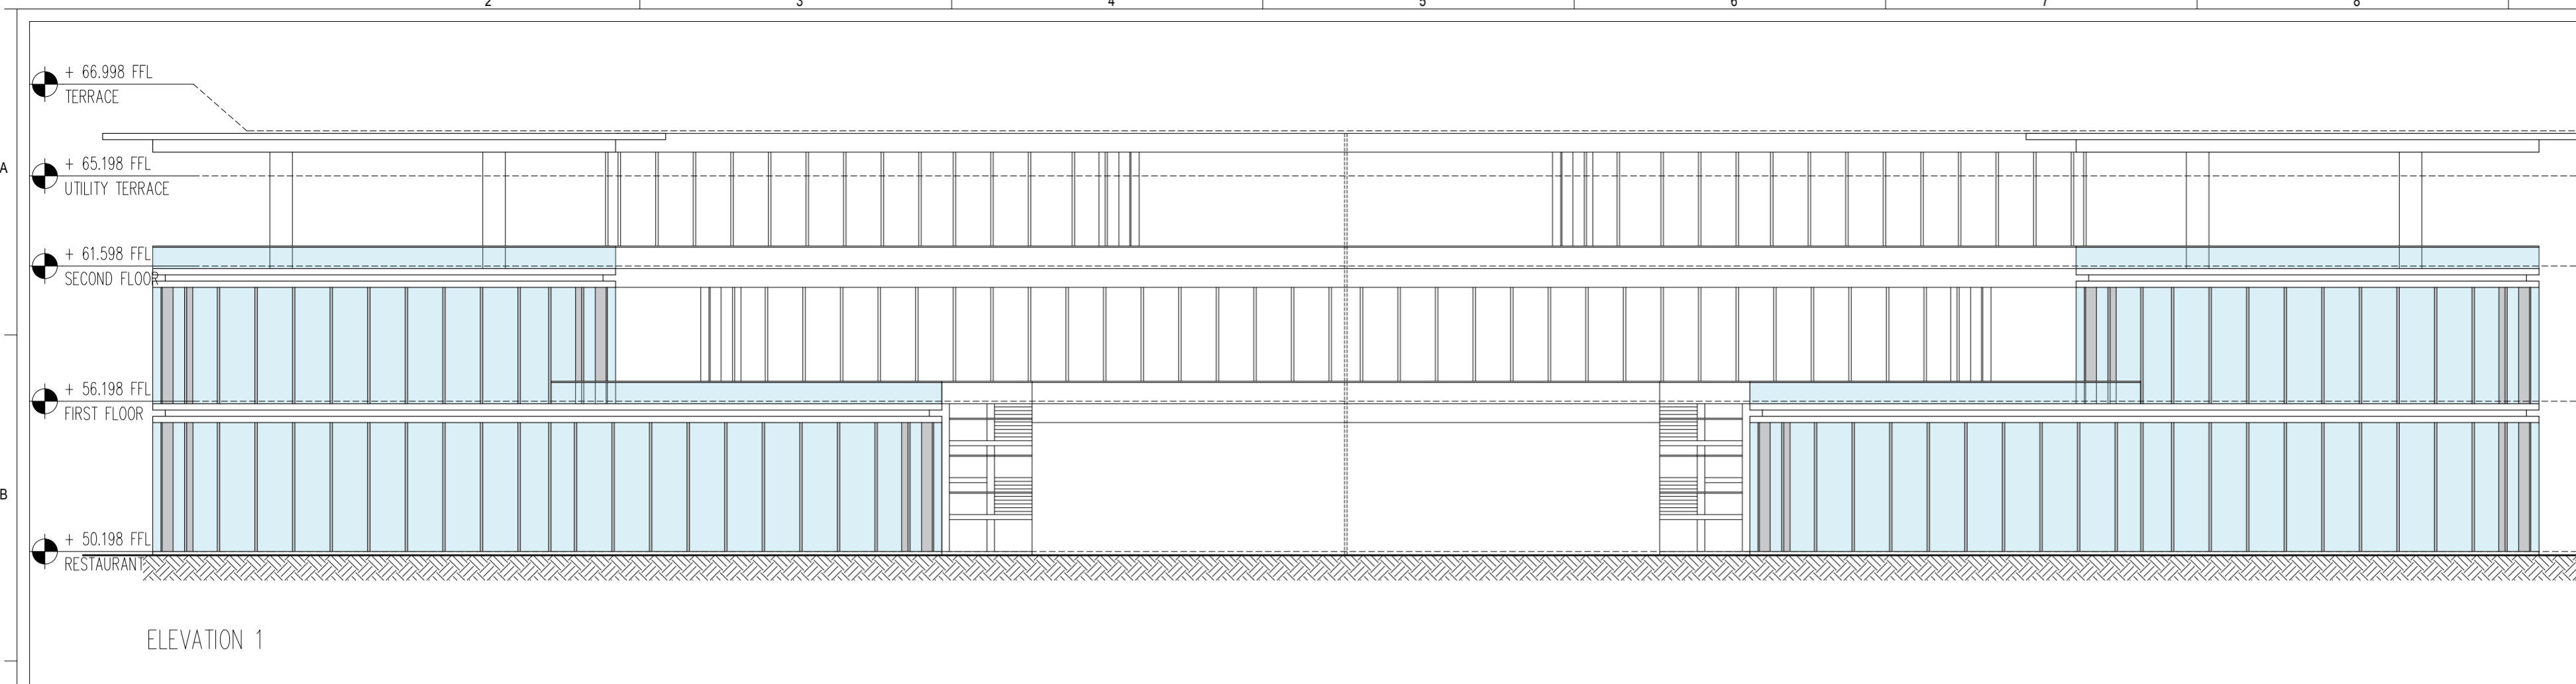 2 3 4 5 6 7 8
+ 66.998 FFL
TERRACE
A
+ 65.198 FFL
UTILITY TERRACE
+ 61.598 FFL
SECOND FLOOR
+ 56.198 FFL
FIRST FLOOR
B
+ 50.198 FFL
RESTAURANT
ELEVATION 1